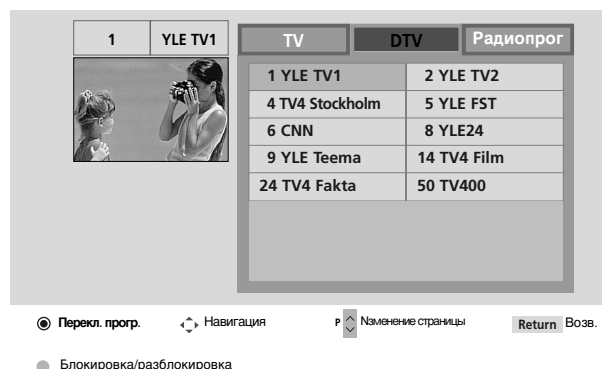 1 YLE TV1 TV DTV Радиопрог
1 YLE TV1 2 YLE TV2
4 TV4 Stockholm 5 YLE FST
6 CNN 8 YLE24
9 YLE Teema 14 TV4 Film
24 TV4 Fakta 50 TV400
Перекл. прогр. Навигация P Nзменение страницы Return Возв.
Блокировка/разблокировка